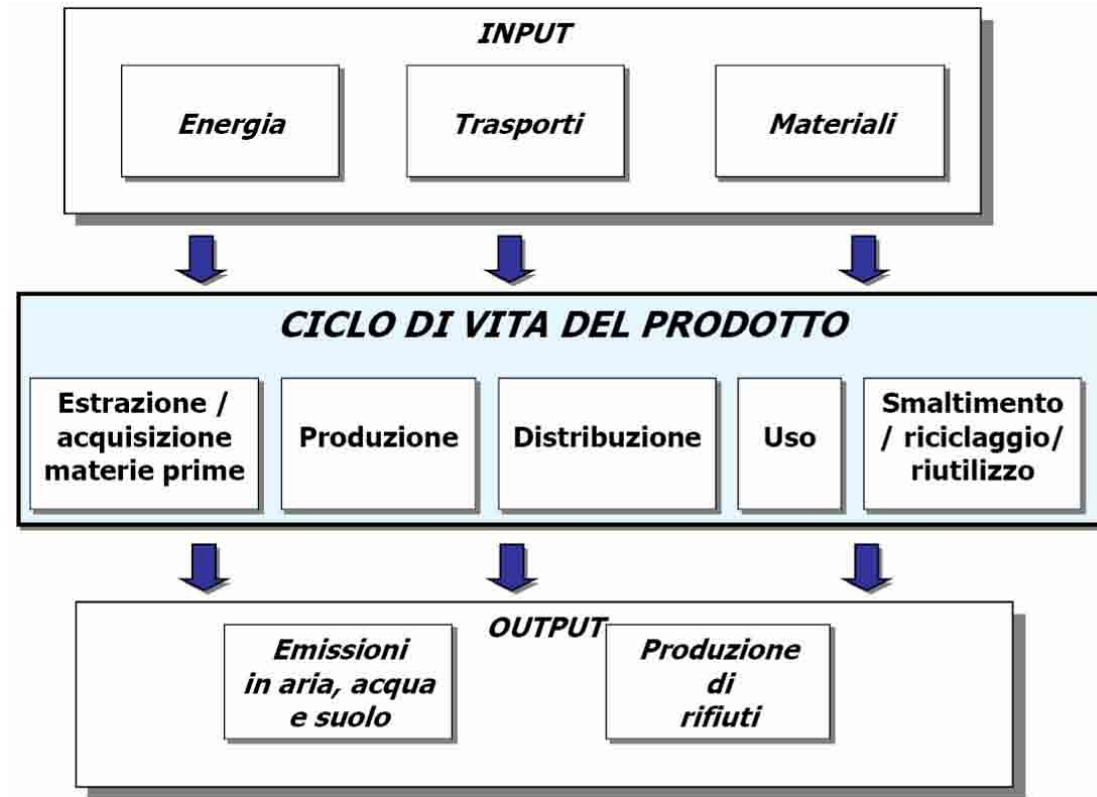 INPUT
Energia
Trasporti
Materiali
CICLO DI VITA DEL PRODOTTO
Estrazione /
acquisizione
materie prime
Produzione
Distribuzione
Uso
Smaltimento
/ riciclaggio/
riutilizzo
OUTPUT
Emissioni
in aria, acqua
e suolo
Produzione
di
rifiuti